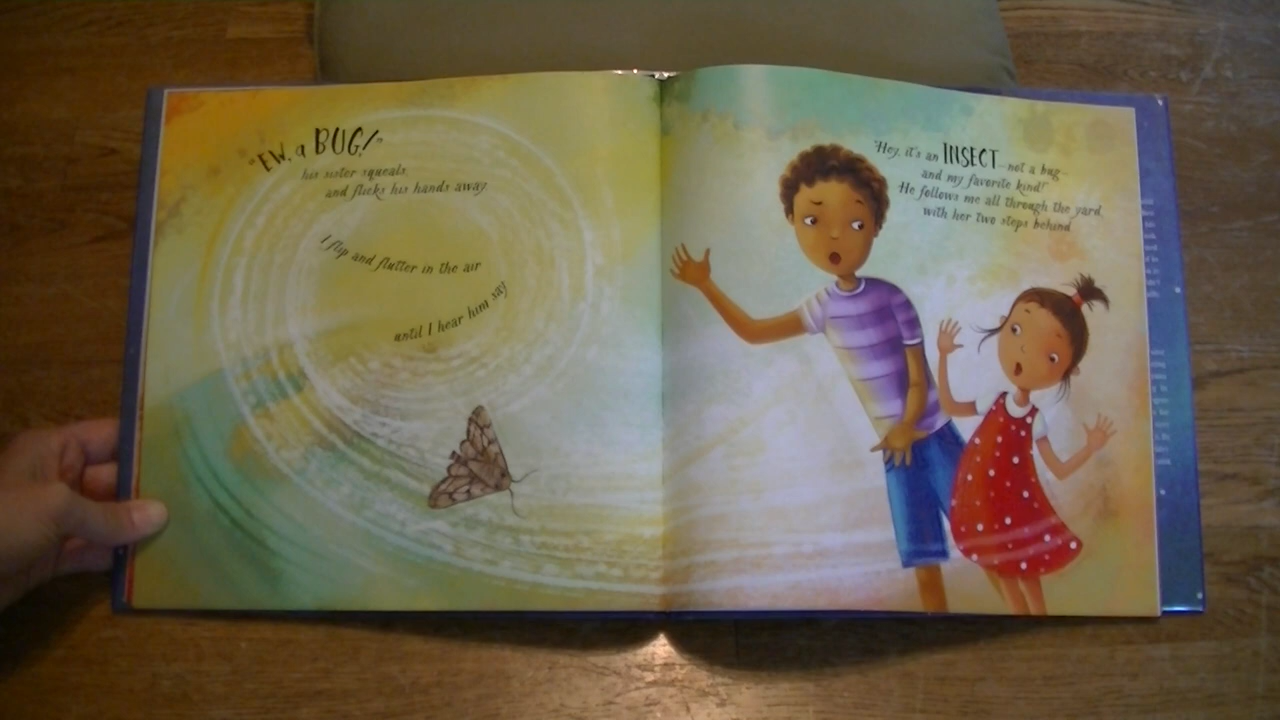 "EW, a BUG!"
his sister squeals
and flicks his hands away.
I flip and flutter in the air
until I hear him say
"Hey, it's an INSECT—not a bug—
and my favorite kind!"
He follows me all through the yard
with her two steps behind.